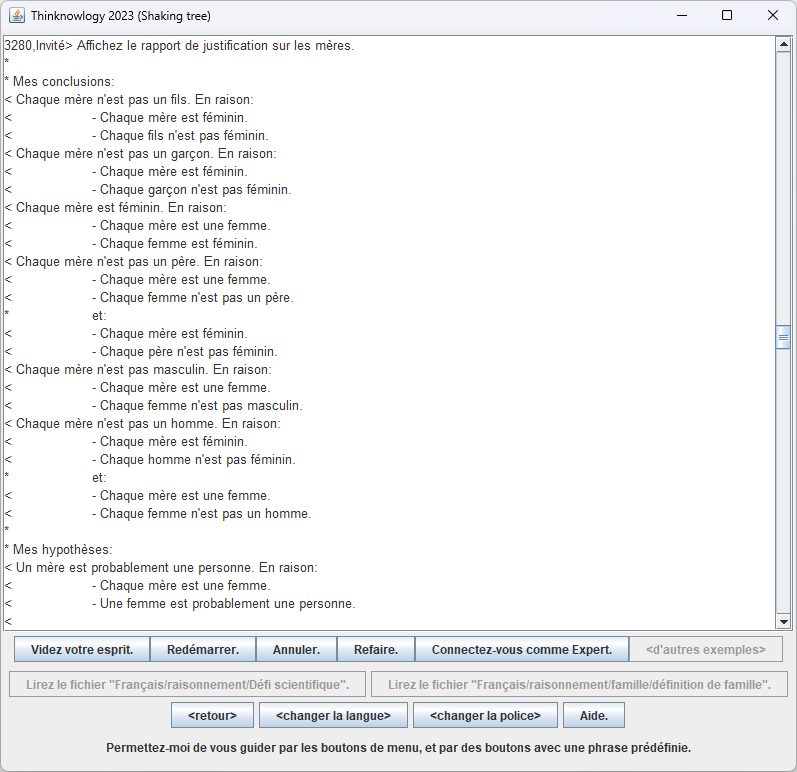 Thinknowlogy 2023 (Shaking tree)
3280,Invité> Affichez le rapport de justification sur les mères.
*
* Mes conclusions:
< Chaque mère n'est pas un fils. En raison:
< - Chaque mère est féminin.
< - Chaque fils n'est pas féminin.
< Chaque mère n'est pas un garçon. En raison:
< - Chaque mère est féminin.
< - Chaque garçon n'est pas féminin.
< Chaque mère est féminin. En raison:
< - Chaque mère est une femme.
< - Chaque femme est féminin.
< Chaque mère n'est pas un père. En raison:
< - Chaque mère est une femme.
< - Chaque femme n'est pas un père.
* et:
< - Chaque mère est féminin.
< - Chaque père n'est pas féminin.
< Chaque mère n'est pas masculin. En raison:
< - Chaque mère est une femme.
< - Chaque femme n'est pas masculin.
< Chaque mère n'est pas un homme. En raison:
< - Chaque mère est féminin.
< - Chaque homme n'est pas féminin.
* et:
< - Chaque mère est une femme.
< - Chaque femme n'est pas un homme.
*
* Mes hypothèses:
< Un mère est probablement une personne. En raison:
< - Chaque mère est une femme.
< - Une femme est probablement une personne.
<
Videz votre esprit. Redémarrer. Annuler. Refaire. Connectez-vous comme Expert. <d'autres exemples>
Lirez le fichier "Français/raisonnement/Défi scientifique". Lirez le fichier "Français/raisonnement/famille/définition de famille".
<retour> <changer la langue> <changer la police> Aide.
Permettez-moi de vous guider par les boutons de menu, et par des boutons avec une phrase prédéfinie.